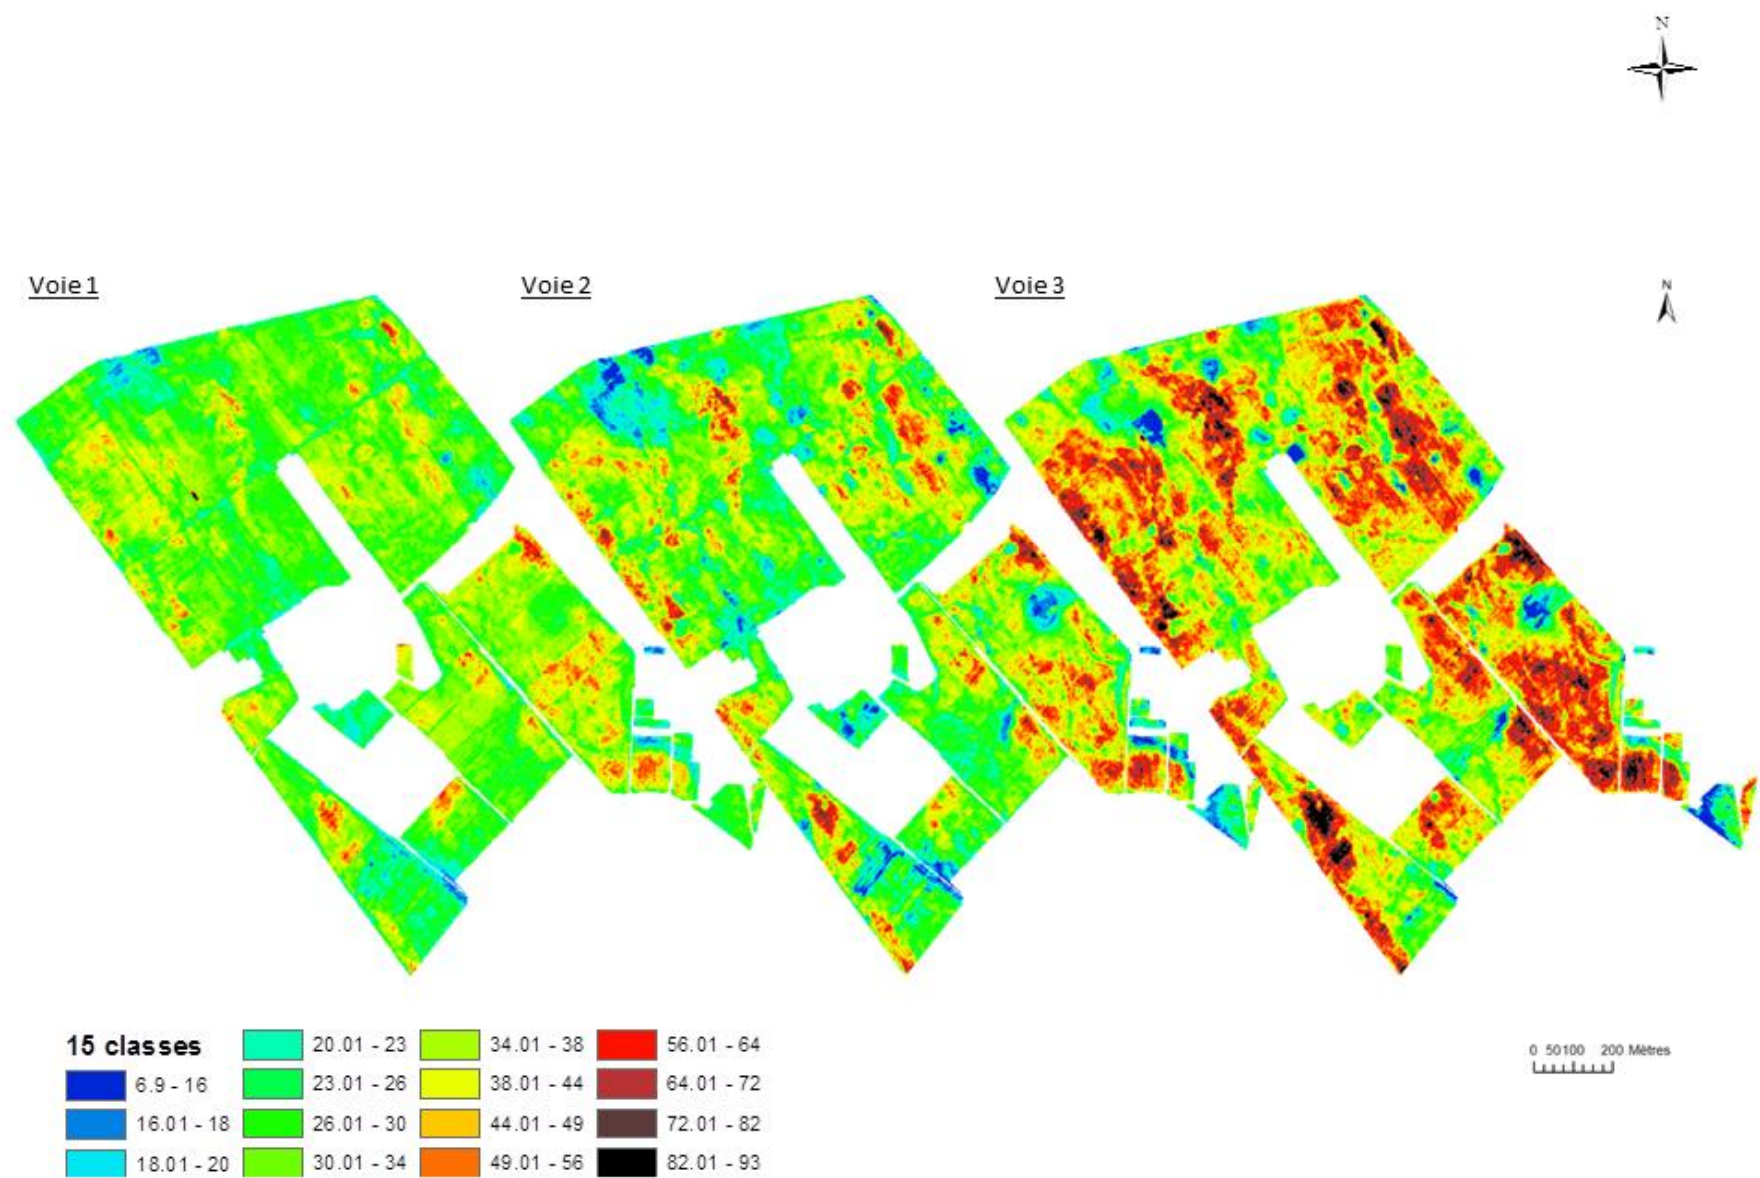 N
Voie 1
Voie 2
Voie 3
N
15 classes
6.9 - 16
16.01 - 18
18.01 - 20
20.01 - 23
23.01 - 26
26.01 - 30
30.01 - 34
34.01 - 38
38.01 - 44
44.01 - 49
49.01 - 56
56.01 - 64
64.01 - 72
72.01 - 82
82.01 - 93
0 50100 200 Mètres